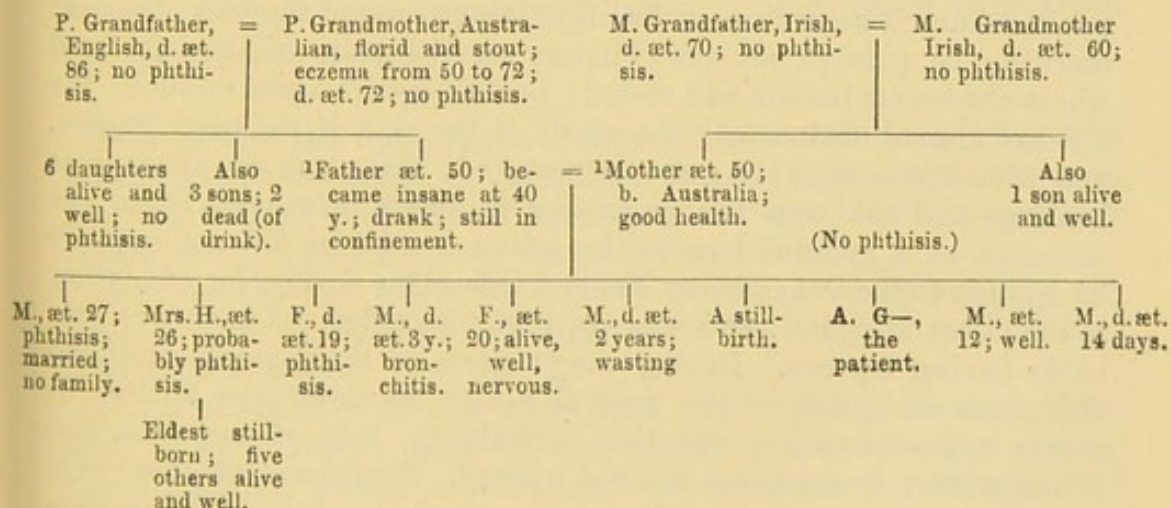 P. Grandfather,
English, d. æt.
86; no phthi-
sis.
=
P. Grandmother, Austra-
lian, florid and stout;
eczema from 50 to 72;
d. æt. 72; no phthisis.
M. Grandfather, Irish,
d. æt. 70; no phthi-
sis.
=
M. Grandmother
Irish, d. æt. 60;
no phthisis.
6 daughters
alive and
well; no
phthisis.
Also
3 sons; 2
dead (of
drink).
¹Father æt. 50; be-
came insane at 40
y.; drank; still in
confinement.
=
¹Mother æt. 50;
b. Australia;
good health.
(No phthisis.)
Also
1 son alive
and well.
M., æt. 27;
phthisis;
married;
no family.
Mrs. H., æt.
26; proba-
bly phthi-
sis.
F., d.
æt. 19;
phthi-
sis.
M., d.
æt. 3 y.;
bron-
chitis.
F., æt.
20; alive,
well,
nervous.
M., d. æt.
2 years;
wasting
A still-
birth.
A. G—,
the
patient.
M., æt.
12; well.
M., d. æt.
14 days.
Eldest still-
born; five
others alive
and well.